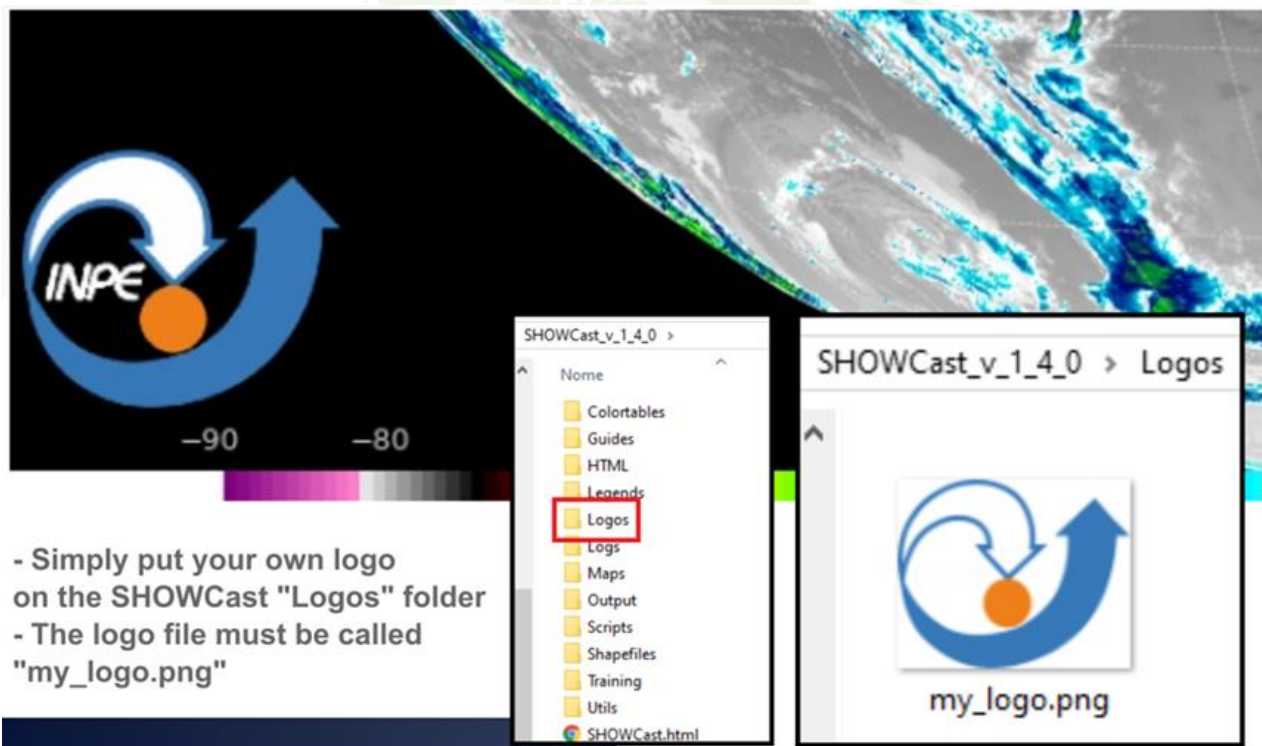 INPE
−90 −80
- Simply put your own logo
on the SHOWCast "Logos" folder
- The logo file must be called
"my_logo.png"
SHOWCast_v_1_4_0 >
Nome
Colortables
Guides
HTML
Legends
Logos
Logs
Maps
Output
Scripts
Shapefiles
Training
Utils
SHOWCast.html
SHOWCast_v_1_4_0 > Logos
my_logo.png